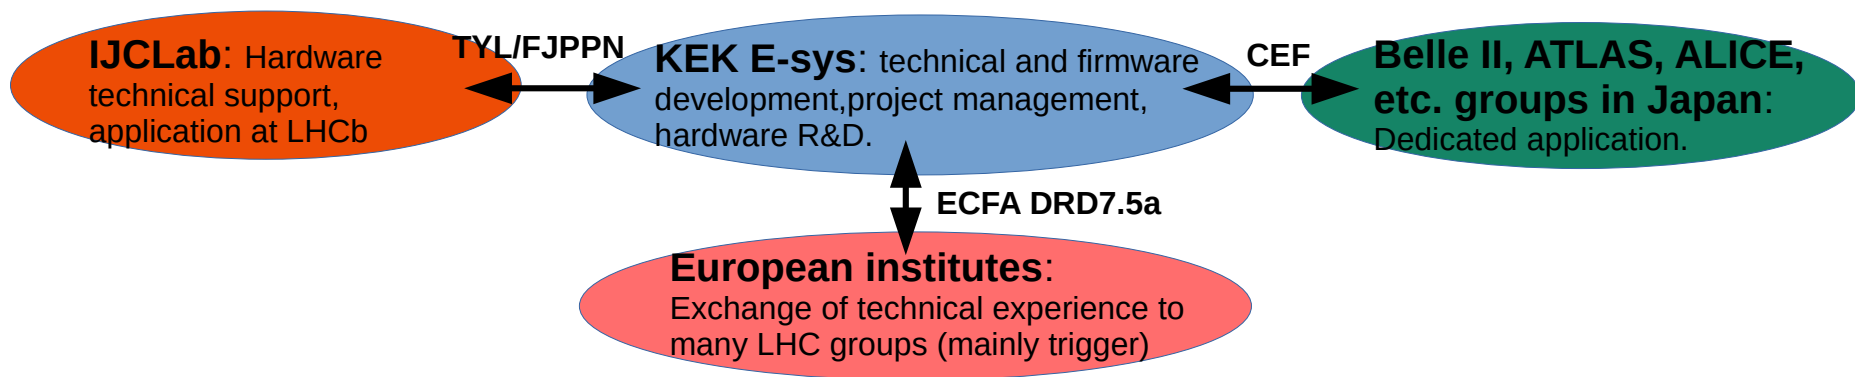 IJCLab: Hardware
technical support,
application at LHCb
TYL/FJPPN
KEK E-sys: technical and firmware
development,project management,
hardware R&D.
CEF
Belle II, ATLAS, ALICE,
etc. groups in Japan:
Dedicated application.
ECFA DRD7.5a
European institutes:
Exchange of technical experience to
many LHC groups (mainly trigger)